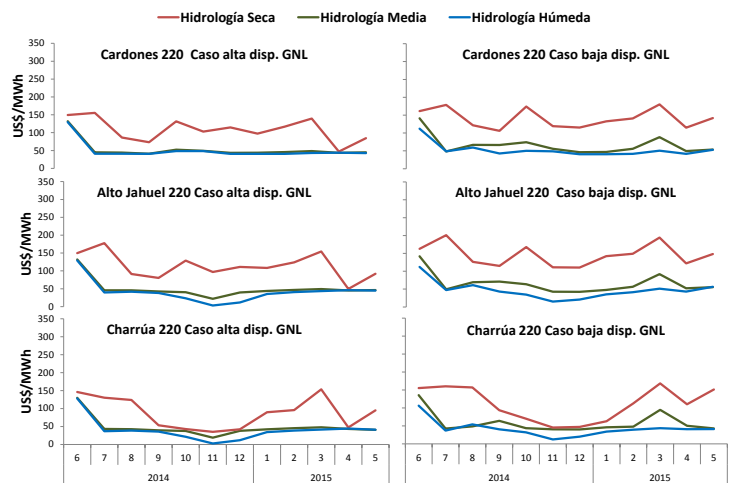 Hidrología Seca Hidrología Media Hidrología Húmeda
Cardones 220 Caso alta disp. GNL
US$/MWh
350
300
250
200
150
100
50
0
Cardones 220 Caso baja disp. GNL
Alto Jahuel 220 Caso alta disp. GNL
350
300
250
200
150
100
50
0
Alto Jahuel 220 Caso baja disp. GNL
Charrúa 220 Caso alta disp. GNL
US$/MWh
350
300
250
200
150
100
50
0
Charrúa 220 Caso baja disp. GNL
6 7 8 9 10 11 12 1 2 3 4 5
2014 2015
6 7 8 9 10 11 12 1 2 3 4 5
2014 2015